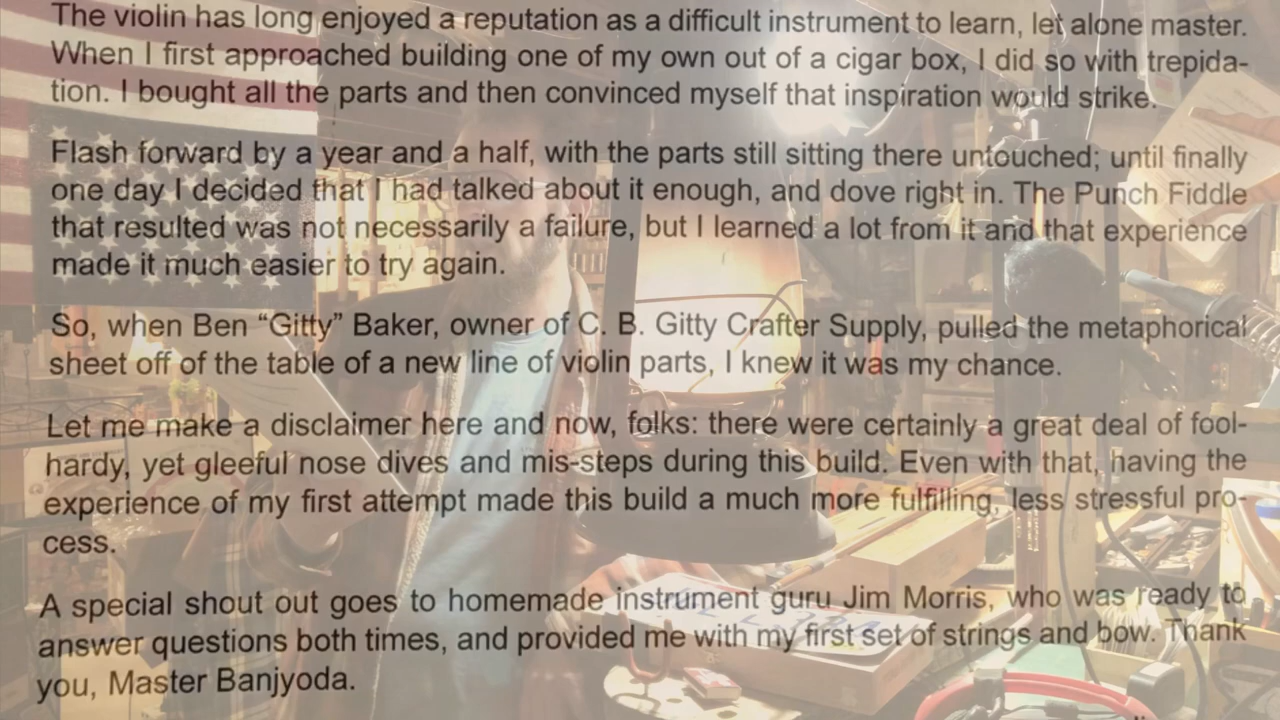 The violin has long enjoyed a reputation as a difficult instrument to learn, let alone master.
When I first approached building one of my own out of a cigar box, I did so with trepida-
tion. I bought all the parts and then convinced myself that inspiration would strike.
Flash forward by a year and a half, with the parts still sitting there untouched; until finally
one day I decided that I had talked about it enough, and dove right in. The Punch Fiddle
that resulted was not necessarily a failure, but I learned a lot from it and that experience
made it much easier to try again.
So, when Ben “Gitty” Baker, owner of C. B. Gitty Crafter Supply, pulled the metaphorical
sheet off of the table of a new line of violin parts, I knew it was my chance.
Let me make a disclaimer here and now, folks: there were certainly a great deal of fool-
hardy, yet gleeful nose dives and mis-steps during this build. Even with that, having the
experience of my first attempt made this build a much more fulfilling, less stressful pro-
cess.
A special shout out goes to homemade instrument guru Jim Morris, who was ready to
answer questions both times, and provided me with my first set of strings and bow. Thank
you, Master Banjyoda.